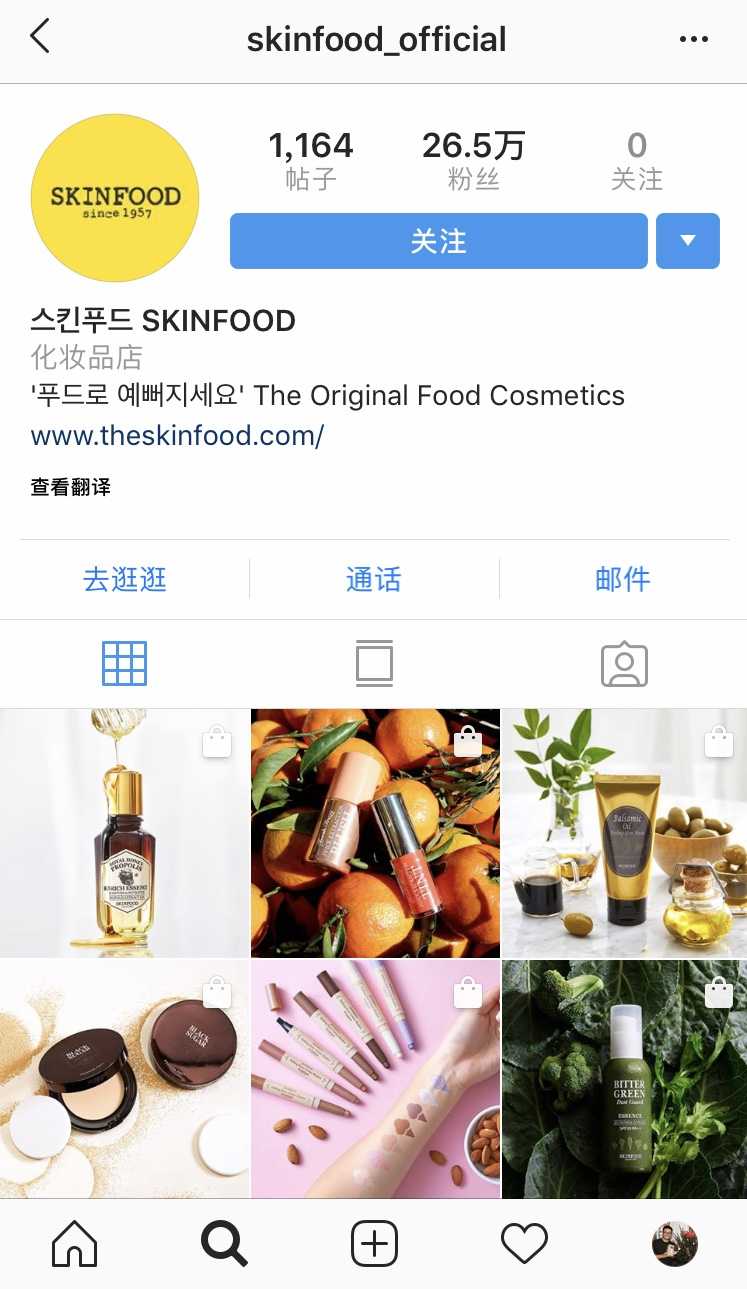 skinfood_official
SKINFOOD
since 1957
1,164
帖子
26.5万
粉丝
0
关注
关注
스킨푸드 SKINFOOD
化妆品店
'푸드로 예뻐지세요' The Original Food Cosmetics
www.theskinfood.com/
查看翻译
去逛逛
通话
邮件
ROYAL HONEY
PROPOLIS
ENRICH ESSENCE
SKINFOOD
TINT
Balsamic
Oil
BLACK
SUGAR
BLACK
SUGAR
BITTER
GREEN
Dust Guard
ESSENCE
SKINFOOD